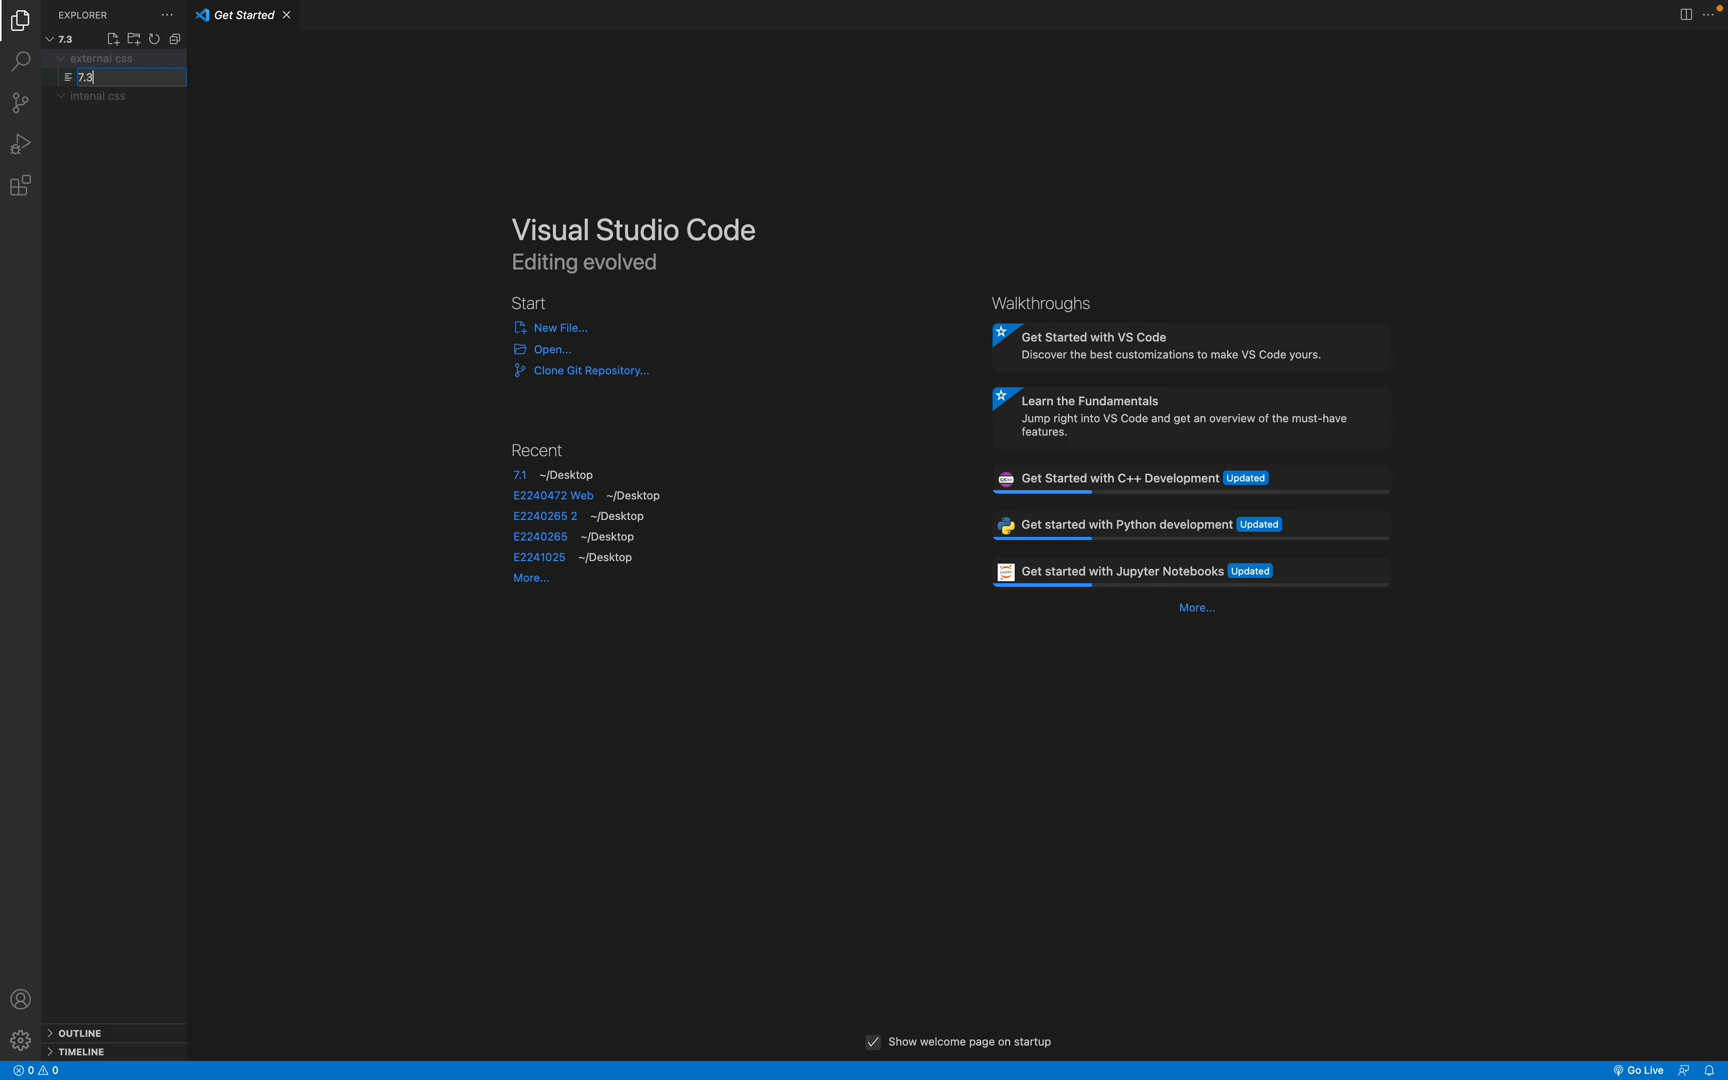 EXPLORER
Get Started
7.3
external css
7.3
intenal css
Visual Studio Code
Editing evolved
Start
New File...
Open...
Clone Git Repository...
Recent
7.1 ~/Desktop
E2240472 Web ~/Desktop
E2240265 2 ~/Desktop
E2240265 ~/Desktop
E2241025 ~/Desktop
More...
Walkthroughs
Get Started with VS Code
Discover the best customizations to make VS Code yours.
Learn the Fundamentals
Jump right into VS Code and get an overview of the must-have
features.
Get Started with C++ Development Updated
Get started with Python development Updated
Get started with Jupyter Notebooks Updated
More...
OUTLINE
TIMELINE
Show welcome page on startup
0 0
Go Live